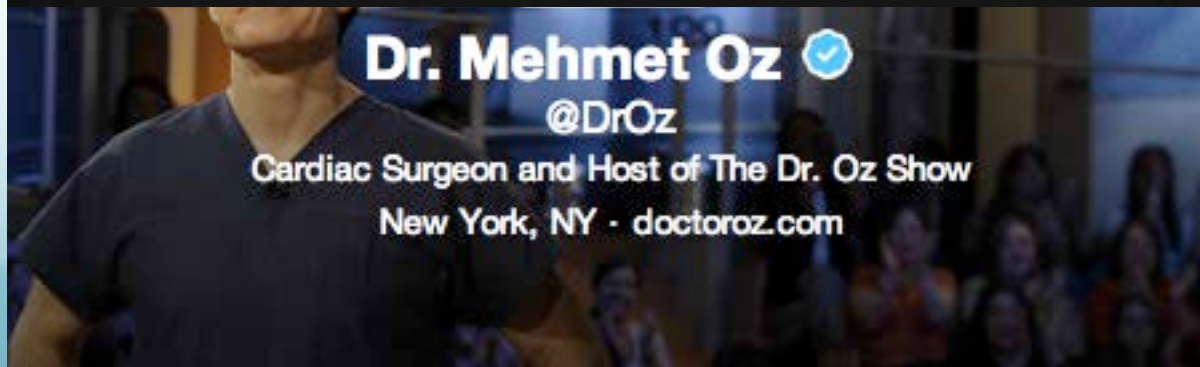 Dr. Mehmet Oz
@DrOz
Cardiac Surgeon and Host of The Dr. Oz Show
New York, NY · doctoroz.com